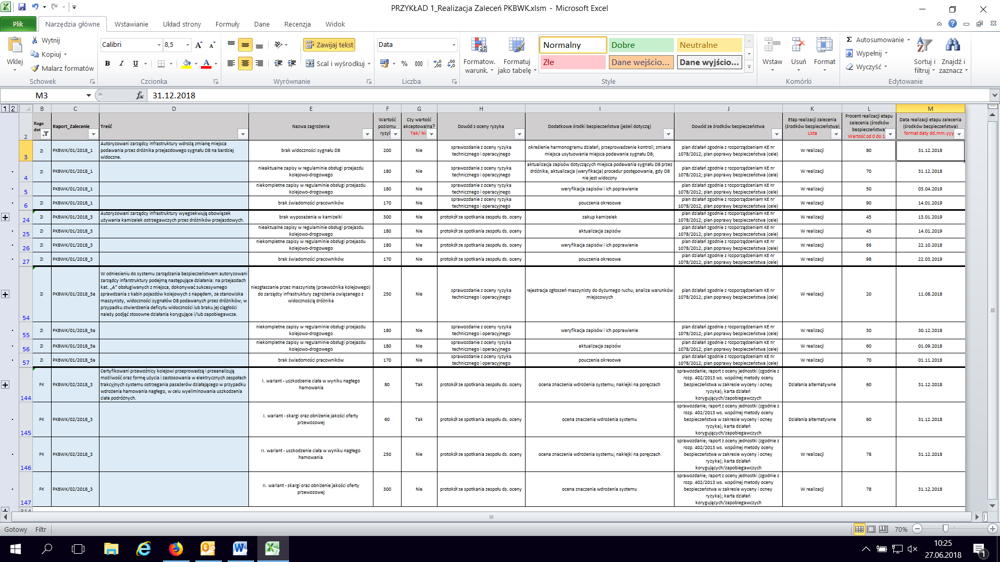 PRZYKŁAD 1_Realizacja Zaleceń PKBWK.xlsm - Microsoft Excel
Plik Narzędzia główne Wstawianie Układ strony Formuły Dane Recenzja Widok
Wklej Wytnij Kopiuj Malarz formatów Schowek
Calibri 8,5 B I U A A Czcionka
Zawijaj tekst Scal i wyśrodkuj Wyrównanie
Data % 000 Liczba
Formatow. warunk. Formatuj jako tabelę
Normalny Dobre Neutralne
Złe Dane wejścio... Dane wyjścio...
Style
Wstaw Usuń Format Komórki
Σ Autosumowanie Wypełnij Wyczyść Sortuj i filtruj Znajdź i zaznacz Edytowanie
M3 fx 31.12.2018
1 2 B C D E F G H I J K L M
2 Kogo dot Raport_Zalecenie Treść Nazwa zagrożenia Wartość poziomu ryzyk Czy wartość akceptowalna? Tak/ Ni Dowód z oceny ryzyka Dodatkowe środki bezpieczeństwa (jeżeli dotyczą) Dowód ze środków bezpieczeństwa Etap realizacji zalecenia (środków bezpieczeństwa) Lista Procent realizacji etapu zalecenia (środków bezpieczeństwa Wartość od 0 do 1 Data realizacji etapu zalecenia (środków bezpieczeństwa) format daty dd.mm.yyy
3 ZI PKBWK/01/2018_1 Autoryzowani zarządcy infrastruktury wdrożą zmianę miejsca podawania przez dróżnika przejazdowego sygnału D8 na bardziej widoczne. brak widoczności sygnału D8 200 Nie sprawozdanie z oceny ryzyka technicznego i operacyjnego określenie harmonogramu działań; przeprowadzenie kontroli; zmiana miejsca usytuowania miejsca podawania sygnału D8; plan działań zgodnie z rozporządzeniam KE nr 1078/2012; plan poprawy bezpieczeństwa (cele) W realizacji 80 31.12.2018
4 ZI PKBWK/01/2018_1 nieaktualne zapisy w regulaminie obsługi przejazdu kolejowo-drogowego 180 Nie sprawozdanie z oceny ryzyka technicznego i operacyjnego aktualizacja zapisów dotyczących miejsca podawania sygnału D8 przez dróżnika; aktualizacja (weryfikacja) procedur postępowania, gdy D8 nie jest widoczny plan działań zgodnie z rozporządzeniam KE nr 1078/2012; plan poprawy bezpieczeństwa (cele) W realizacji 70 31.12.2018
5 PKBWK/01/2018_1 niekompletne zapisy w regulaminie obsługi przejazdu kolejowo-drogowego 180 Nie sprawozdanie z oceny ryzyka technicznego i operacyjnego weryfikacja zapisów i ich poprawienie plan działań zgodnie z rozporządzeniam KE nr 1078/2012; plan poprawy bezpieczeństwa (cele) W realizacji 50 03.04.2019
6 ZI PKBWK/01/2018_1 brak świadomości pracowników 170 Nie sprawozdanie z oceny ryzyka technicznego i operacyjnego pouczenia okresowe plan działań zgodnie z rozporządzeniam KE nr 1078/2012; plan poprawy bezpieczeństwa (cele) W realizacji 90 14.01.2019
24 ZI PKBWK/01/2018_3 Autoryzowani zarządcy infrastruktury wyegzekwują obowiązek używania kamizelek ostrzegawczych przez dróżników przejazdowych. brak wyposażenia w kamizelki 300 Nie protokół ze spotkania zespołu ds. oceny zakup kamizelek plan działań zgodnie z rozporządzeniam KE nr 1078/2012; plan poprawy bezpieczeństwa (cele) W realizacji 45 13.01.2019
25 ZI PKBWK/01/2018_3 nieaktualne zapisy w regulaminie obsługi przejazdu kolejowo-drogowego 180 Nie protokół ze spotkania zespołu ds. oceny aktualizacja zapisów plan działań zgodnie z rozporządzeniam KE nr 1078/2012; plan poprawy bezpieczeństwa (cele) W realizacji 45 14.01.2019
26 ZI PKBWK/01/2018_3 niekompletne zapisy w regulaminie obsługi przejazdu kolejowo-drogowego 180 Nie protokół ze spotkania zespołu ds. oceny weryfikacja zapisów i ich poprawienie plan działań zgodnie z rozporządzeniam KE nr 1078/2012; plan poprawy bezpieczeństwa (cele) W realizacji 66 22.10.2018
27 ZI PKBWK/01/2018_3 brak świadomości pracowników 170 Nie protokół ze spotkania zespołu ds. oceny pouczenia okresowe plan działań zgodnie z rozporządzeniam KE nr 1078/2012; plan poprawy bezpieczeństwa (cele) W realizacji 98 22.03.2019
54 ZI PKBWK/01/2018_5a W odniesieniu do systemu zarządzania bezpieczeństwem autoryzowani zarządcy infrastruktury podejmą następujące działania: na przejazdach kat. „A" obsługiwanych z miejsca, dokonywać sukcesywnego sprawdzania z kabin pojazdów kolejowych z napędem, ze stanowiska maszynisty, widoczności sygnałów D8 podawanych przez dróżników; w przypadku stwierdzenia deficytu widoczności lub braku jej ciągłości należy podjąć stosowne działania korygujące i/lub zapobiegawcze. niezgłaszanie przez maszynistę (przewoźnika kolejowego) do zarządcy infrastruktury zagrożenia związanego z widocznością dróżnika 250 Nie sprawozdanie z oceny ryzyka technicznego i operacyjnego rejestracja zgłoszeń maszynisty do dyżurnego ruchu; analiza warunków miejscowych plan działań zgodnie z rozporządzeniam KE nr 1078/2012; plan poprawy bezpieczeństwa (cele) W realizacji 20 11.08.2018
55 ZI PKBWK/01/2018_5a niekompletne zapisy w regulaminie obsługi przejazdu kolejowo-drogowego 180 Nie sprawozdanie z oceny ryzyka technicznego i operacyjnego weryfikacja zapisów i ich poprawienie plan działań zgodnie z rozporządzeniam KE nr 1078/2012; plan poprawy bezpieczeństwa (cele) W realizacji 30 30.12.2018
56 ZI PKBWK/01/2018_5a niekompletne zapisy w regulaminie obsługi przejazdu kolejowo-drogowego 180 Nie sprawozdanie z oceny ryzyka technicznego i operacyjnego aktualizacja zapisów plan działań zgodnie z rozporządzeniam KE nr 1078/2012; plan poprawy bezpieczeństwa (cele) W realizacji 60 01.09.2018
57 ZI PKBWK/01/2018_5a brak świadomości pracowników 170 Nie sprawozdanie z oceny ryzyka technicznego i operacyjnego pouczenia okresowe plan działań zgodnie z rozporządzeniam KE nr 1078/2012; plan poprawy bezpieczeństwa (cele) W realizacji 70 01.11.2018
144 PK PKBWK/02/2018_3 Certyfikowani przewoźnicy kolejowi przeprowadzą i przeanalizują możliwość oraz formę użycia i zastosowania w elektrycznych zespołach trakcyjnych systemu ostrzegania pasażerów działającego w przypadku wdrożenia hamowania nagłego, w celu wyeliminowania uszkodzenia ciała podróżnych. I. wariant - uszkodzenie ciała w wyniku nagłego hamowania 80 Tak protokół ze spotkania zespołu ds. oceny ocena znaczenia wdrożenia systemu; naklejki na poręczach sprawozdanie; raport z oceny jednostki (zgodnie z rozp. 402/2013 ws. wspólnej metody oceny bezpieczeństwa w zakresie wyceny i ocney ryzyka); karta działań korygujących/zapobiegawczych Działania alternatywne 60 31.12.2018
145 PK PKBWK/02/2018_3 I. wariant - skargi oraz obniżenie jakości oferty przewozowej 60 Tak protokół ze spotkania zespołu ds. oceny ocena znaczenia wdrożenia systemu sprawozdanie; raport z oceny jednostki (zgodnie z rozp. 402/2013 ws. wspólnej metody oceny bezpieczeństwa w zakresie wyceny i ocney ryzyka); karta działań korygujących/zapobiegawczych Działania alternatywne 60 31.12.2018
146 PK PKBWK/02/2018_3 II. wariant - uszkodzenie ciała w wyniku nagłego hamowania 250 Nie protokół ze spotkania zespołu ds. oceny ocena znaczenia wdrożenia systemu; naklejki na poręczach sprawozdanie; raport z oceny jednostki (zgodnie z rozp. 402/2013 ws. wspólnej metody oceny bezpieczeństwa w zakresie wyceny i ocney ryzyka); karta działań korygujących/zapobiegawczych W realizacji 78 31.12.2018
147 PK PKBWK/02/2018_3 II. wariant - skargi oraz obniżenie jakości oferty przewozowej 300 Nie protokół ze spotkania zespołu ds. oceny ocena znaczenia wdrożenia systemu sprawozdanie; raport z oceny jednostki (zgodnie z rozp. 402/2013 ws. wspólnej metody oceny bezpieczeństwa w zakresie wyceny i ocney ryzyka); karta działań korygujących/zapobiegawczych W realizacji 78 31.12.2018
Gotowy Filtr 70%
10:25
27.06.2018
1